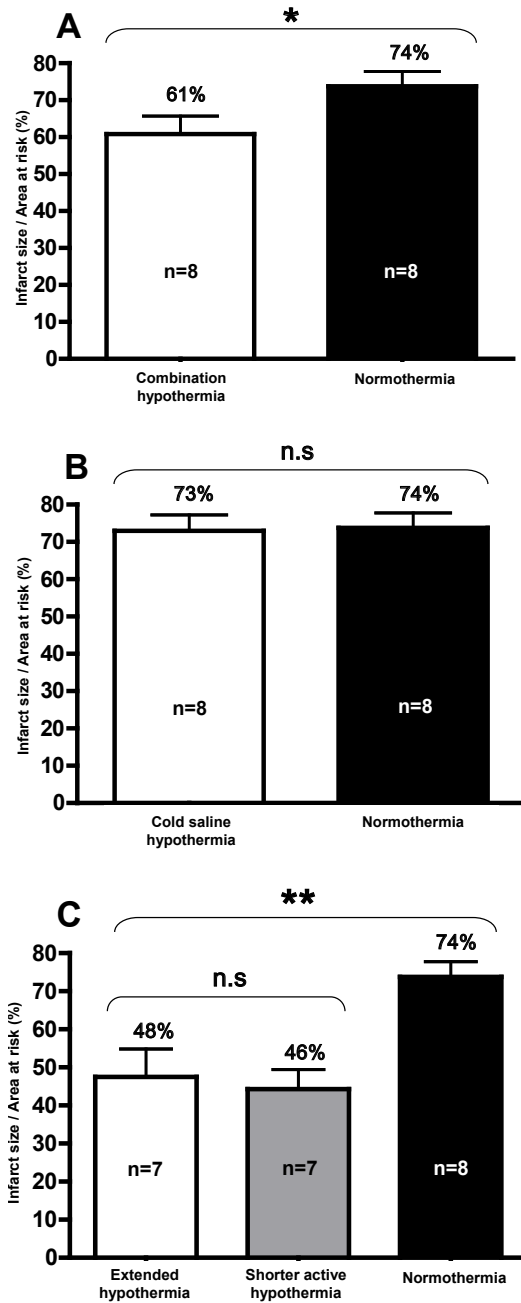 A
*
Infarct size / Area at risk (%)
80
70
60
50
40
30
20
10
0
61%
74%
n=8
n=8
Combination
hypothermia
Normothermia
B
n.s
Infarct size / Area at risk (%)
80
70
60
50
40
30
20
10
0
73%
74%
n=8
n=8
Cold saline
hypothermia
Normothermia
C
**
n.s
Infarct size / Area at risk (%)
80
70
60
50
40
30
20
10
0
48%
46%
74%
n=7
n=7
n=8
Extended
hypothermia
Shorter active
hypothermia
Normothermia